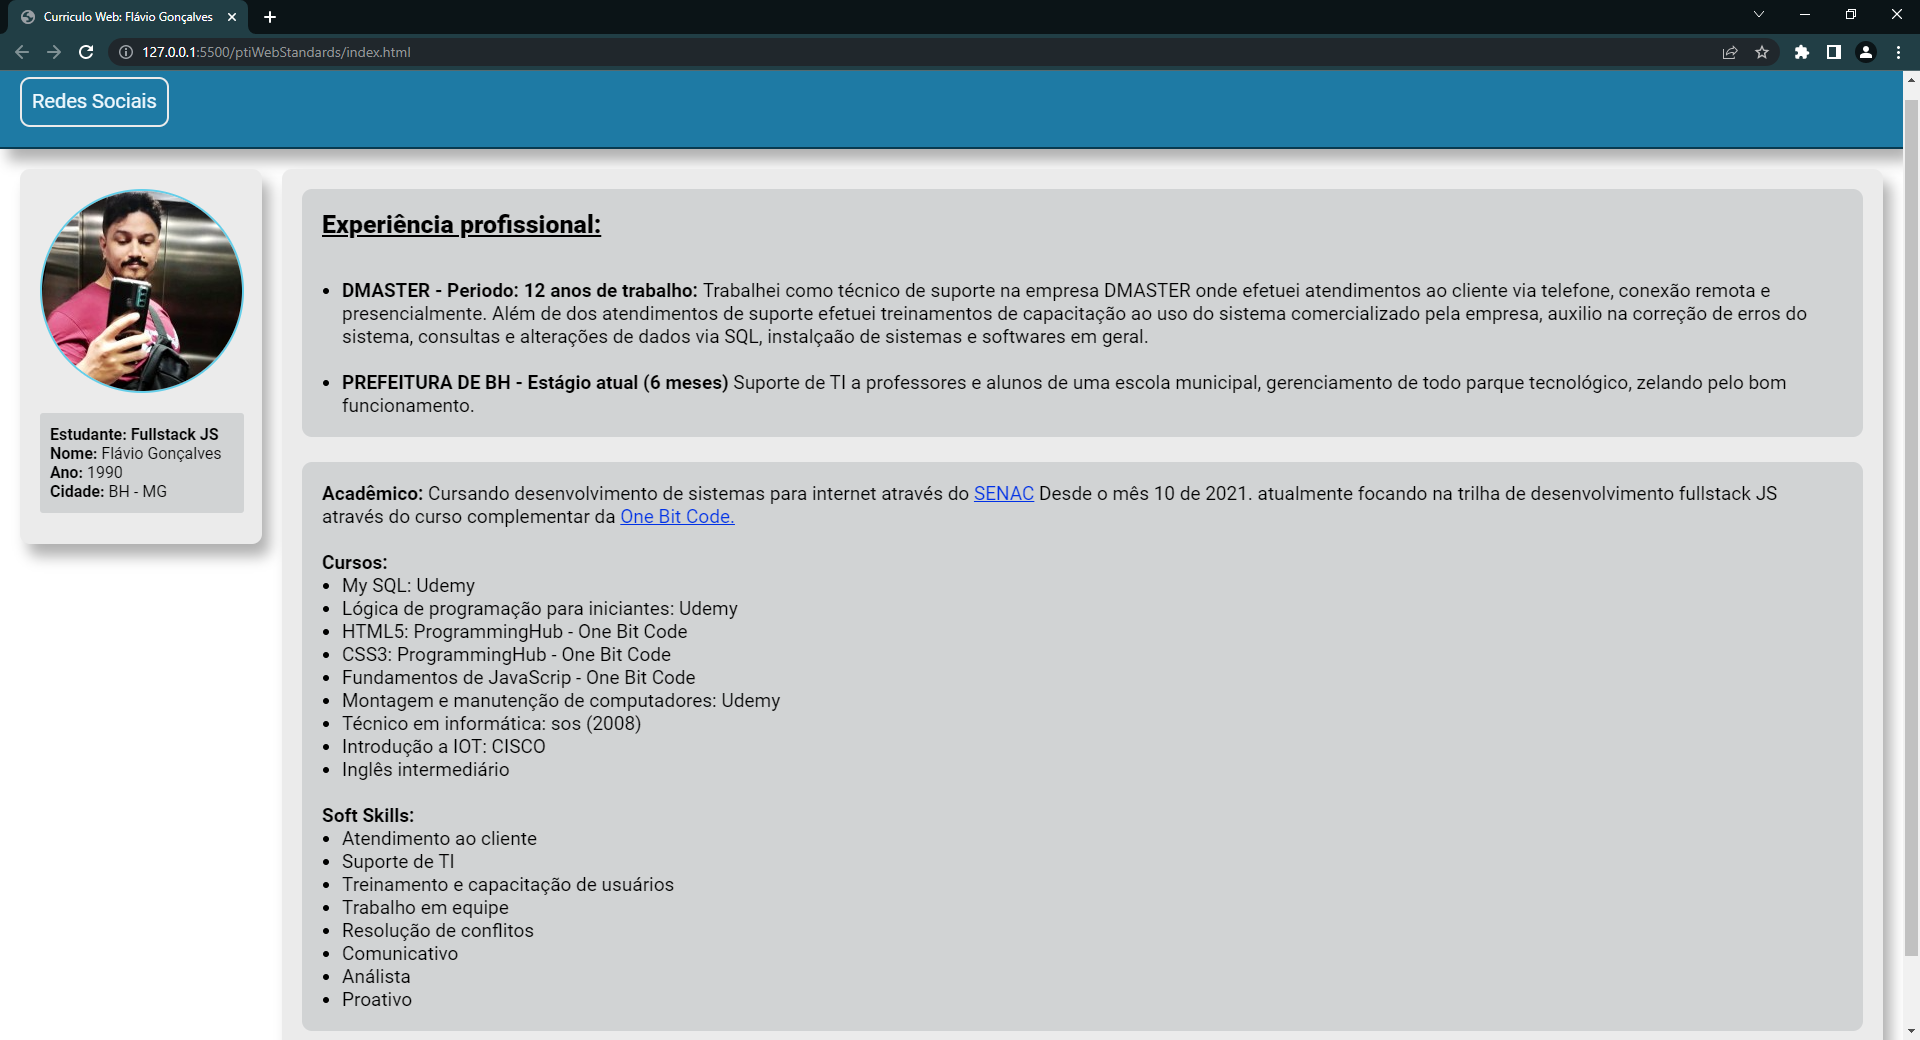 Curriculo Web: Flávio Gonçalves
127.0.0.1:5500/ptiWebStandards/index.html
Redes Sociais
Estudante: Fullstack JS
Nome: Flávio Gonçalves
Ano: 1990
Cidade: BH - MG
Experiência profissional:
DMASTER - Periodo: 12 anos de trabalho: Trabalhei como técnico de suporte na empresa DMASTER onde efetuei atendimentos ao cliente via telefone, conexão remota e
presencialmente. Além de dos atendimentos de suporte efetuei treinamentos de capacitação ao uso do sistema comercializado pela empresa, auxilio na correção de erros do
sistema, consultas e alterações de dados via SQL, instalçaão de sistemas e softwares em geral.
PREFEITURA DE BH - Estágio atual (6 meses) Suporte de TI a professores e alunos de uma escola municipal, gerenciamento de todo parque tecnológico, zelando pelo bom
funcionamento.
Acadêmico: Cursando desenvolvimento de sistemas para internet através do SENAC Desde o mês 10 de 2021. atualmente focando na trilha de desenvolvimento fullstack JS
através do curso complementar da One Bit Code.
Cursos:
My SQL: Udemy
Lógica de programação para iniciantes: Udemy
HTML5: ProgrammingHub - One Bit Code
CSS3: ProgrammingHub - One Bit Code
Fundamentos de JavaScrip - One Bit Code
Montagem e manutenção de computadores: Udemy
Técnico em informática: sos (2008)
Introdução a IOT: CISCO
Inglês intermediário
Soft Skills:
Atendimento ao cliente
Suporte de TI
Treinamento e capacitação de usuários
Trabalho em equipe
Resolução de conflitos
Comunicativo
Análista
Proativo